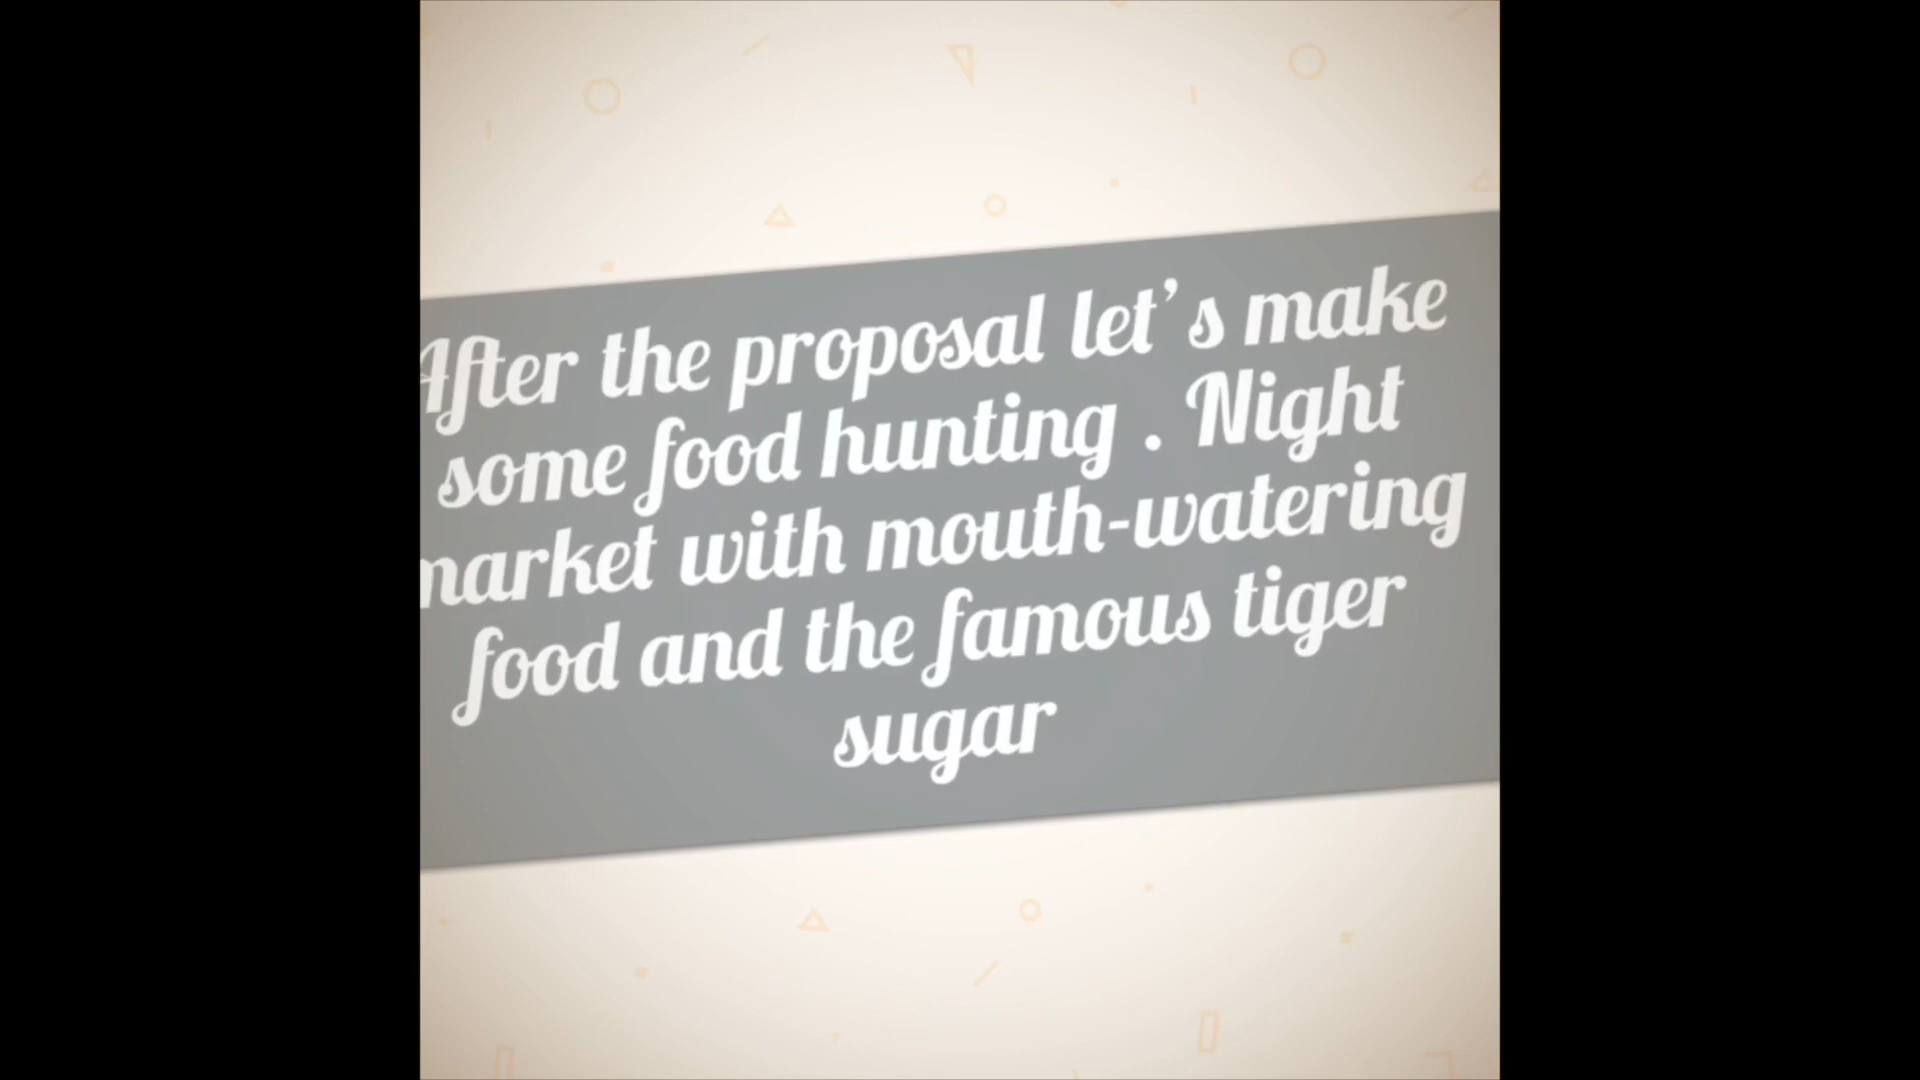 After the proposal let's make
some food hunting . Night
market with mouth-watering
food and the famous tiger
sugar